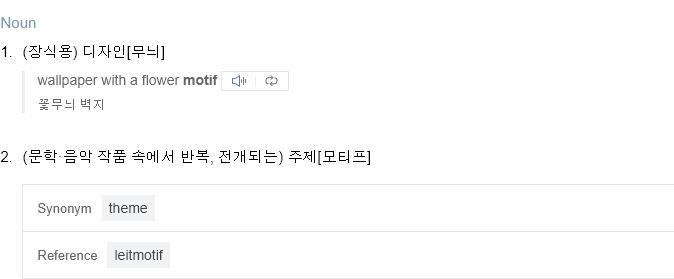 Noun
1. (장식용) 디자인[무늬]
wallpaper with a flower motif
꽃무늬 벽지
2. (문학·음악 작품 속에서 반복, 전개되는) 주제[모티프]
Synonym theme
Reference leitmotif